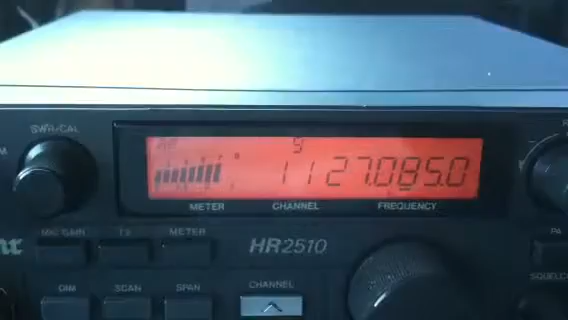 SWR/CAL
11 27.085.0
METER CHANNEL FREQUENCY
MIC GAIN TX METER
HR2510
PA
CHANNEL
DIM SCAN SPAN
SQUELCH